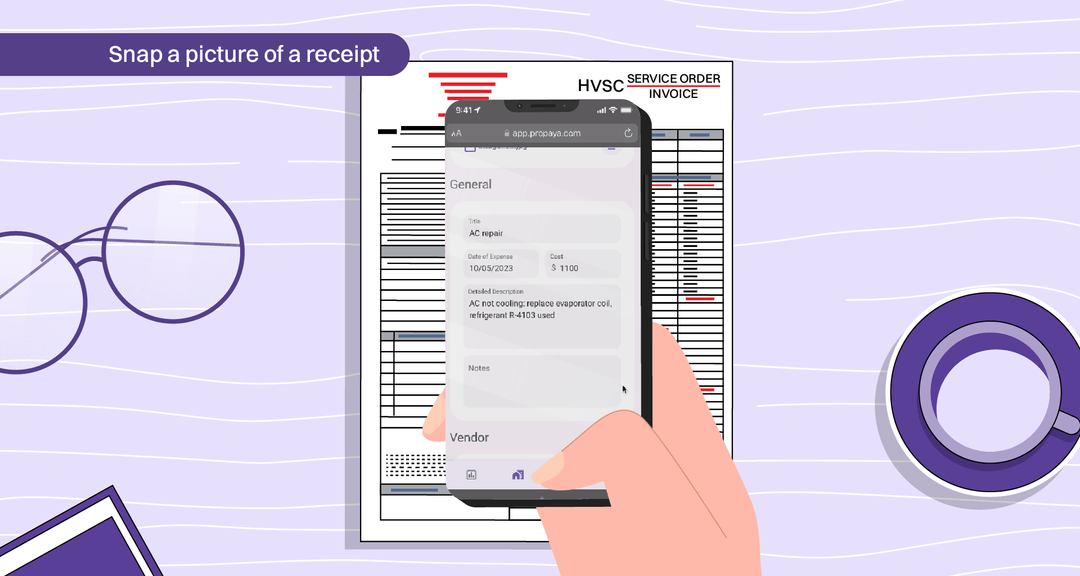 Snap a picture of a receipt
HVSC
SERVICE ORDER
INVOICE
9:41
AA
app.propaya.com
General
Title
AC repair
Date of Expense
Cost
10/05/2023
$ 1100
Detailed Description
AC not cooling; replace evaporator coil,
refrigerant R-4103 used
Notes
Vendor